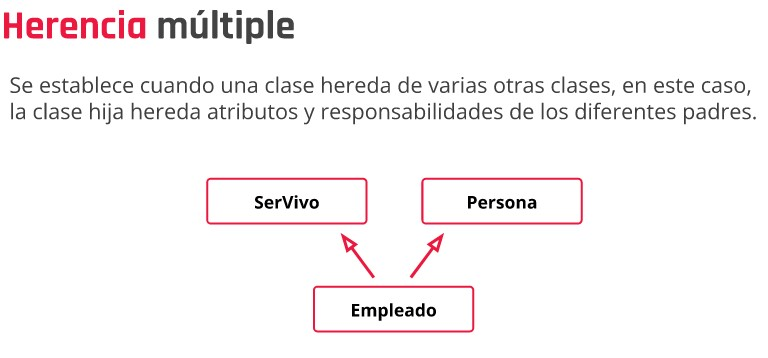 Herencia múltiple
Se establece cuando una clase hereda de varias otras clases, en este caso,
la clase hija hereda atributos y responsabilidades de los diferentes padres.
SerVivo
Persona
Empleado